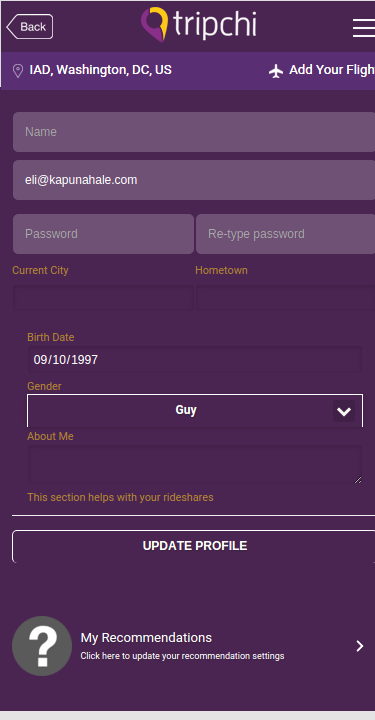 Back
tripchi
IAD, Washington, DC, US
Add Your Fligh
Name
eli@kapunahale.com
Password
Re-type password
Current City
Hometown
Birth Date
09/10/1997
Gender
Guy
About Me
This section helps with your rideshares
UPDATE PROFILE
?
My Recommendations
Click here to update your recommendation settings